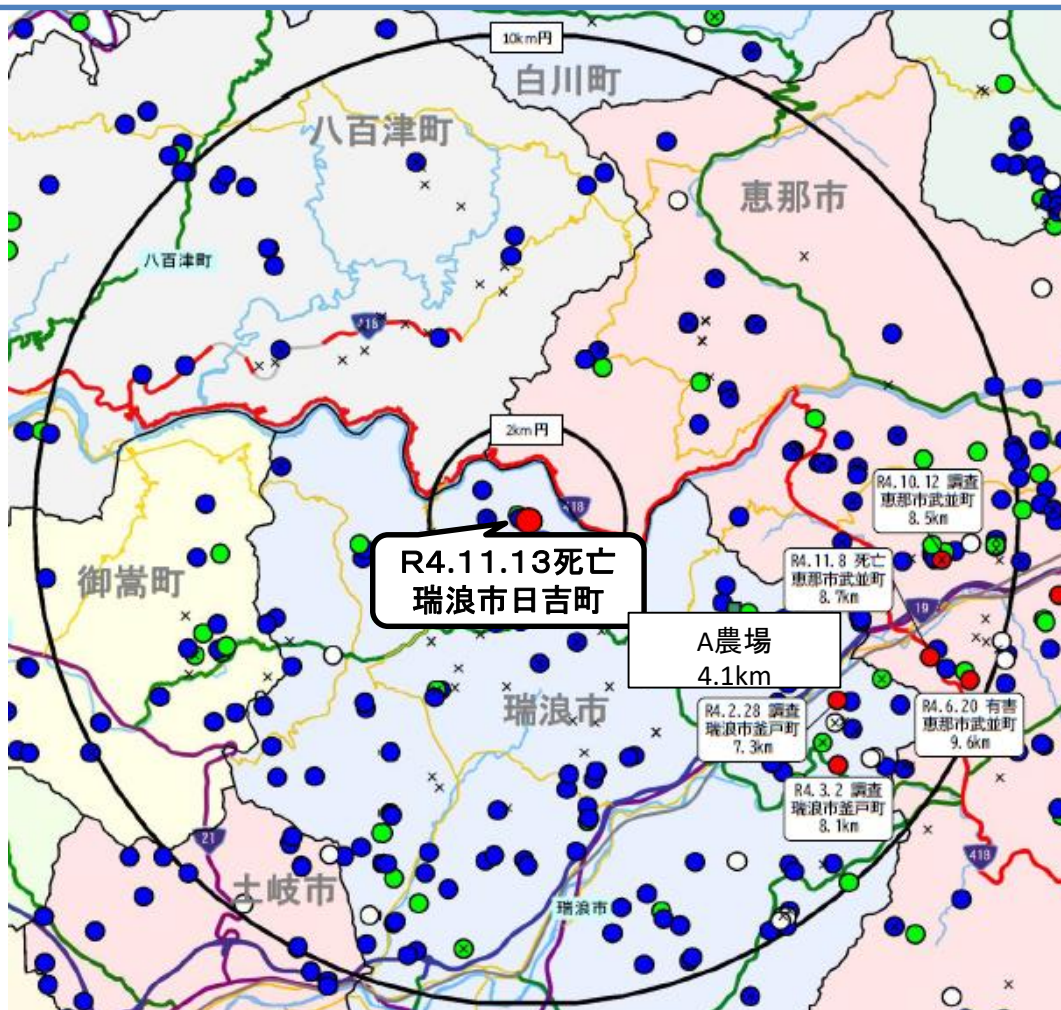 10km円
白川町
八百津町
恵那市
八百津町
418
2km円
418
R4.10.12 調査
恵那市武並町
8.5km
R4.11.13死亡
瑞浪市日吉町
R4.11.8 死亡
恵那市武並町
8.7km
御嵩町
19
A農場
4.1km
瑞浪市
R4.2.28 調査
瑞浪市釜戸町
7.3km
R4.6.20 有害
恵那市武並町
9.6km
R4.3.2 調査
瑞浪市釜戸町
8.1km
21
418
土岐市
瑞浪市